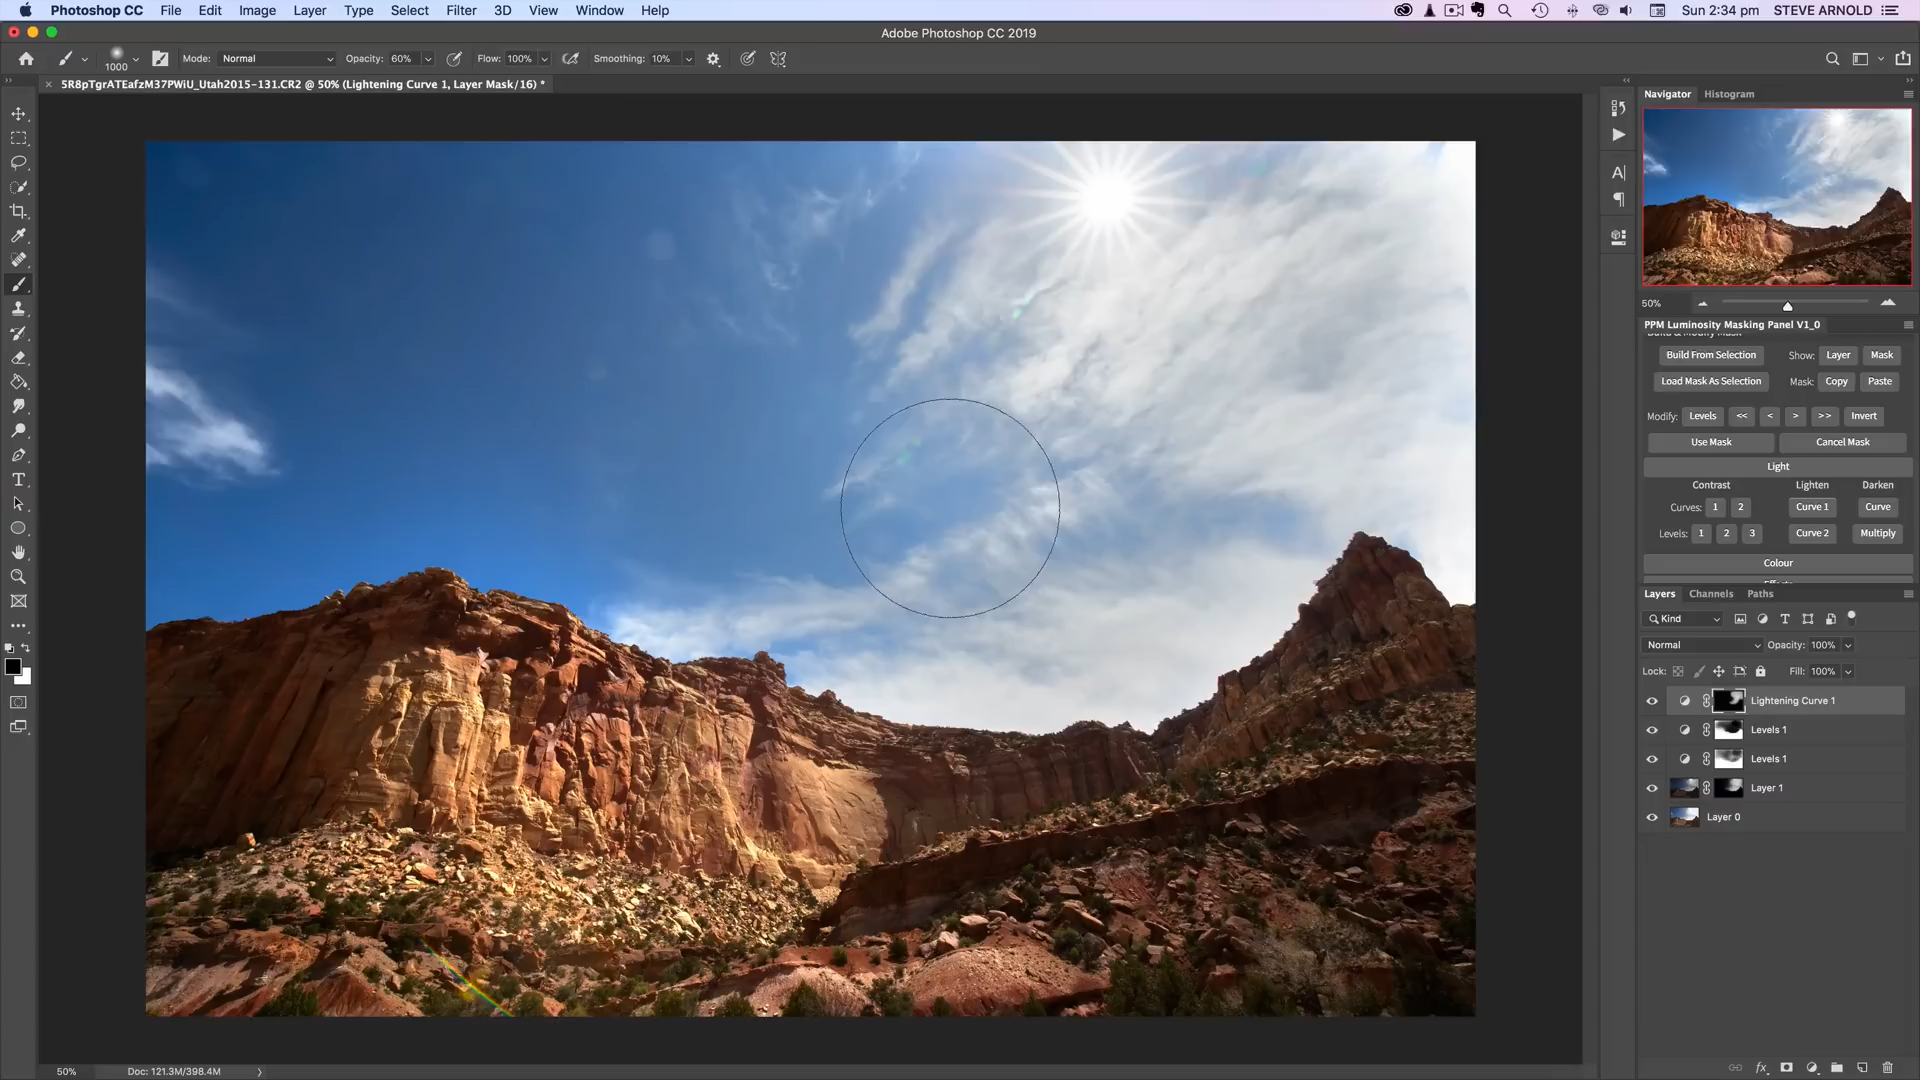 Photoshop CC File Edit Image Layer Type Select Filter 3D View Window Help Sun 2:34 pm STEVE ARNOLD
Adobe Photoshop CC 2019
1000 Mode: Normal Opacity: 60% Flow: 100% Smoothing: 10%
5R8pTgrATEafzM37PWiU_Utah2015-131.CR2 @ 50% (Lightening Curve 1, Layer Mask/16) *
Navigator Histogram
50%
PPM Luminosity Masking Panel V1_0
Build From Selection Show: Layer Mask
Load Mask As Selection Mask: Copy Paste
Modify: Levels << < > >> Invert
Use Mask Cancel Mask
Light
Contrast Lighten Darken
Curves: 1 2 Curve 1 Curve
Levels: 1 2 3 Curve 2 Multiply
Colour
Layers Channels Paths
Kind
Normal Opacity: 100%
Lock: Fill: 100%
Lightening Curve 1
Levels 1
Levels 1
Layer 1
Layer 0
50% Doc: 121.3M/398.4M